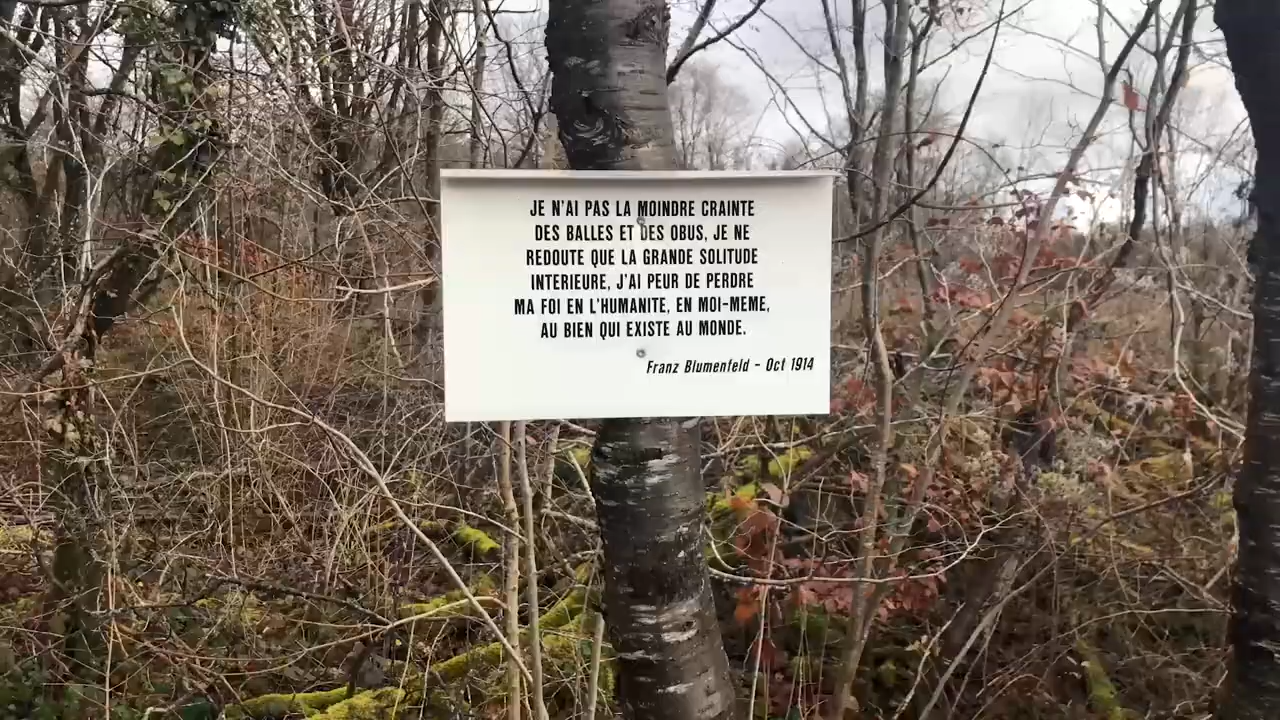 JE N'AI PAS LA MOINDRE CRAINTE
DES BALLES ET DES OBUS, JE NE
REDOUTE QUE LA GRANDE SOLITUDE
INTERIEURE, J'AI PEUR DE PERDRE
MA FOI EN L'HUMANITE, EN MOI-MEME,
AU BIEN QUI EXISTE AU MONDE.
Franz Blumenfeld - Oct 1914